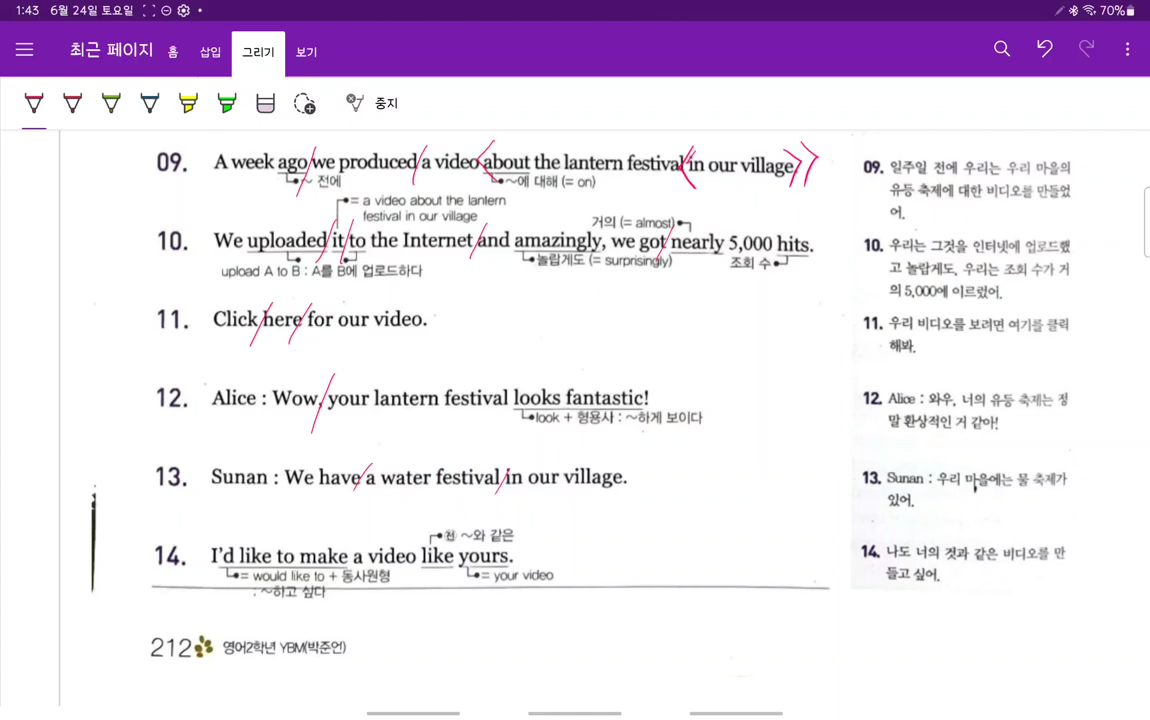 1:43 6월 24일 토요일 70%
최근 페이지 홈 삽입 그리기 보기
중지
09. A week ago we produced a video about the lantern festival in our village.
~ 전에 ~에 대해 (= on)
= a video about the lantern
festival in our village
거의 (= almost)
10. We uploaded it to the Internet and amazingly, we got nearly 5,000 hits.
upload A to B : A를 B에 업로드하다 놀랍게도 (= surprisingly) 조회 수
11. Click here for our video.
12. Alice : Wow, your lantern festival looks fantastic!
look + 형용사 : ~하게 보이다
13. Sunan : We have a water festival in our village.
전 ~와 같은
14. I'd like to make a video like yours.
= would like to + 동사원형 = your video
: ~하고 싶다
212 영어2학년 YBM(박준언)
09. 일주일 전에 우리는 우리 마을의
유등 축제에 대한 비디오를 만들었
어.
10. 우리는 그것을 인터넷에 업로드했
고 놀랍게도, 우리는 조회 수가 거
의 5,000에 이르렀어.
11. 우리 비디오를 보려면 여기를 클릭
해봐.
12. Alice : 와우, 너의 유등 축제는 정
말 환상적인 거 같아!
13. Sunan : 우리 마을에는 물 축제가
있어.
14. 나도 너의 것과 같은 비디오를 만
들고 싶어.